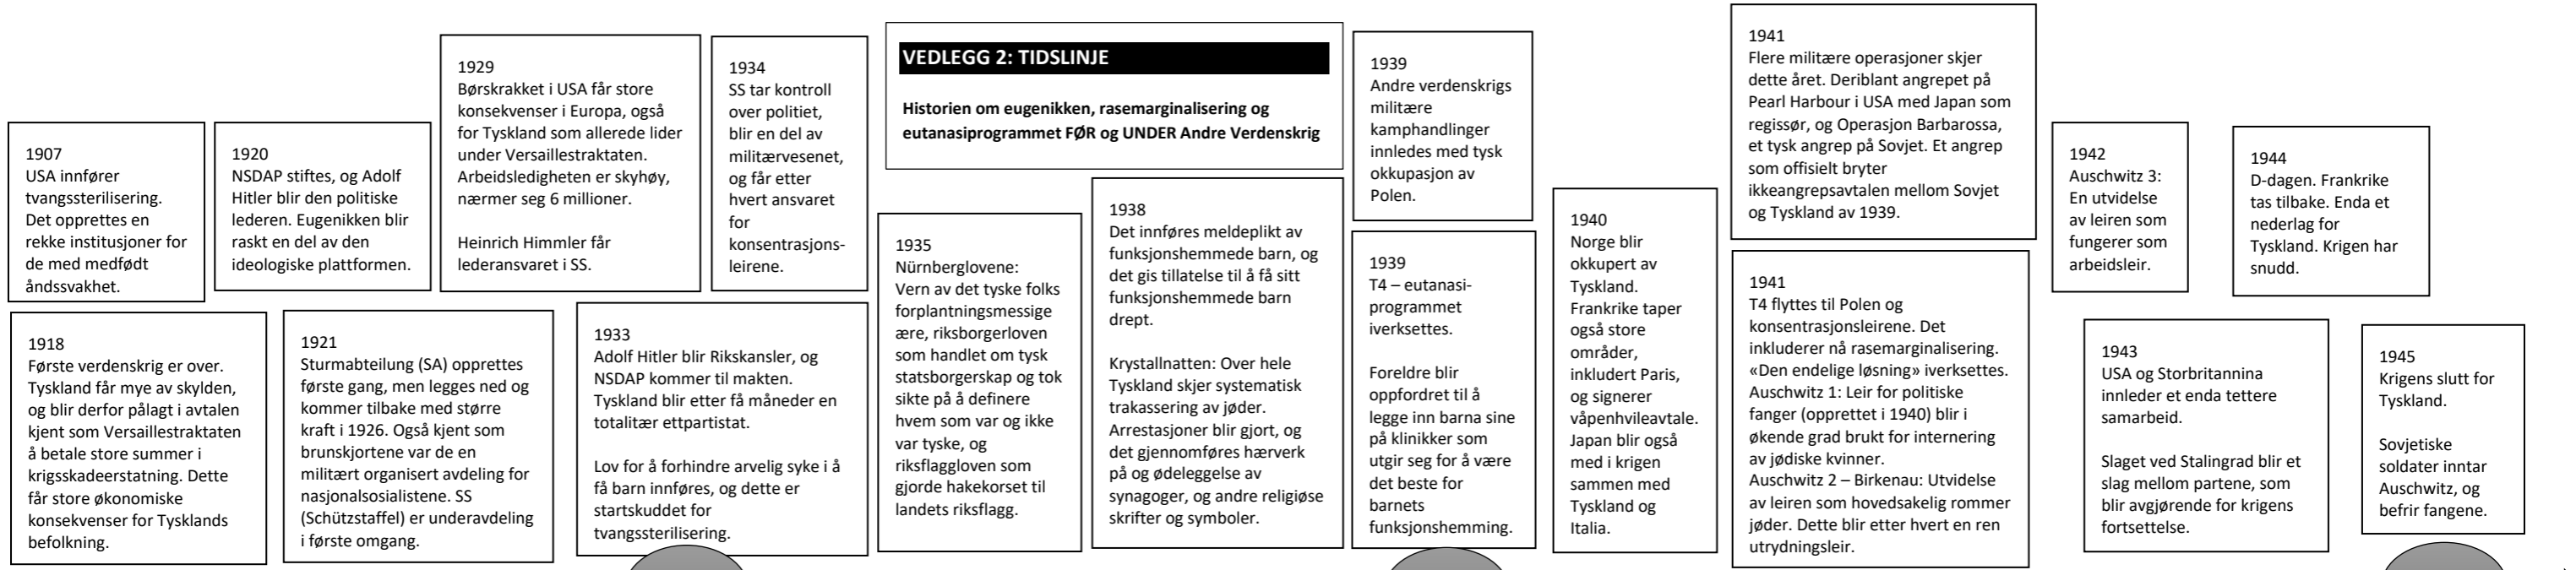 1907
USA innfører
tvangssterilisering.
Det opprettes en
rekke institusjoner for
de med medfødt
åndssvakhet.
1918
Første verdenskrig er over.
Tyskland får mye av skylden,
og blir derfor pålagt i avtalen
kjent som Versaillestraktaten
å betale store summer i
krigsskadeerstatning. Dette
får store økonomiske
konsekvenser for Tysklands
befolkning.
1920
NSDAP stiftes, og Adolf
Hitler blir den politiske
lederen. Eugenikken blir
raskt en del av den
ideologiske plattformen.
1921
Sturmabteilung (SA) opprettes
første gang, men legges ned og
kommer tilbake med større
kraft i 1926. Også kjent som
brunskjortene var de en
militært organisert avdeling for
nasjonalsosialistene. SS
(Schützstaffel) er underavdeling
i første omgang.
1929
Børskrakket i USA får store
konsekvenser i Europa, også
for Tyskland som allerede lider
under Versaillestraktaten.
Arbeidsledigheten er skyhøy,
nærmer seg 6 millioner.
Heinrich Himmler får
lederansvaret i SS.
1933
Adolf Hitler blir Rikskansler, og
NSDAP kommer til makten.
Tyskland blir etter få måneder en
totalitær ettpartistat.
Lov for å forhindre arvelig syke i å
få barn innføres, og dette er
startskuddet for
tvangssterilisering.
1934
SS tar kontroll
over politiet,
blir en del av
militærvesenet,
og får etter
hvert ansvaret
for
konsentrasjons-
leirene.
VEDLEGG 2: TIDSLINJE
Historien om eugenikken, rasemarginalisering og
eutanasiprogrammet FØR og UNDER Andre Verdenskrig
1935
Nürnberglovene:
Vern av det tyske folks
forplantningsmessige
ære, riksborgerloven
som handlet om tysk
statsborgerskap og tok
sikte på å definere
hvem som var og ikke
var tyske, og
riksflaggloven som
gjorde hakekorset til
landets riksflagg.
1938
Det innføres meldeplikt av
funksjonshemmede barn, og
det gis tillatelse til å få sitt
funksjonshemmede barn
drept.
Krystallnatten: Over hele
Tyskland skjer systematisk
trakassering av jøder.
Arrestasjoner blir gjort, og
det gjennomføres hærverk
på og ødeleggelse av
synagoger, og andre religiøse
skrifter og symboler.
1939
Andre verdenskrigs
militære
kamphandlinger
innledes med tysk
okkupasjon av
Polen.
1939
T4 – eutanasi-
programmet
iverksettes.
Foreldre blir
oppfordret til å
legge inn barna sine
på klinikker som
utgir seg for å være
det beste for
barnets
funksjonshemming.
1940
Norge blir
okkupert av
Tyskland.
Frankrike taper
også store
områder,
inkludert Paris,
og signerer
våpenhvileavtale.
Japan blir også
med i krigen
sammen med
Tyskland og
Italia.
1941
Flere militære operasjoner skjer
dette året. Deriblant angrepet på
Pearl Harbour i USA med Japan som
regissør, og Operasjon Barbarossa,
et tysk angrep på Sovjet. Et angrep
som offisielt bryter
ikkeangrepsavtalen mellom Sovjet
og Tyskland av 1939.
1941
T4 flyttes til Polen og
konsentrasjonsleirene. Det
inkluderer nå rasemarginalisering.
«Den endelige løsning» iverksettes.
Auschwitz 1: Leir for politiske
fanger (opprettet i 1940) blir i
økende grad brukt for internering
av jødiske kvinner.
Auschwitz 2 – Birkenau: Utvidelse
av leiren som hovedsakelig rommer
jøder. Dette blir etter hvert en ren
utrydningsleir.
1942
Auschwitz 3:
En utvidelse
av leiren som
fungerer som
arbeidsleir.
1943
USA og Storbritannina
innleder et enda tettere
samarbeid.
Slaget ved Stalingrad blir et
slag mellom partene, som
blir avgjørende for krigens
fortsettelse.
1944
D-dagen. Frankrike
tas tilbake. Enda et
nederlag for
Tyskland. Krigen har
snudd.
1945
Krigens slutt for
Tyskland.
Sovjetiske
soldater inntar
Auschwitz, og
befrir fangene.